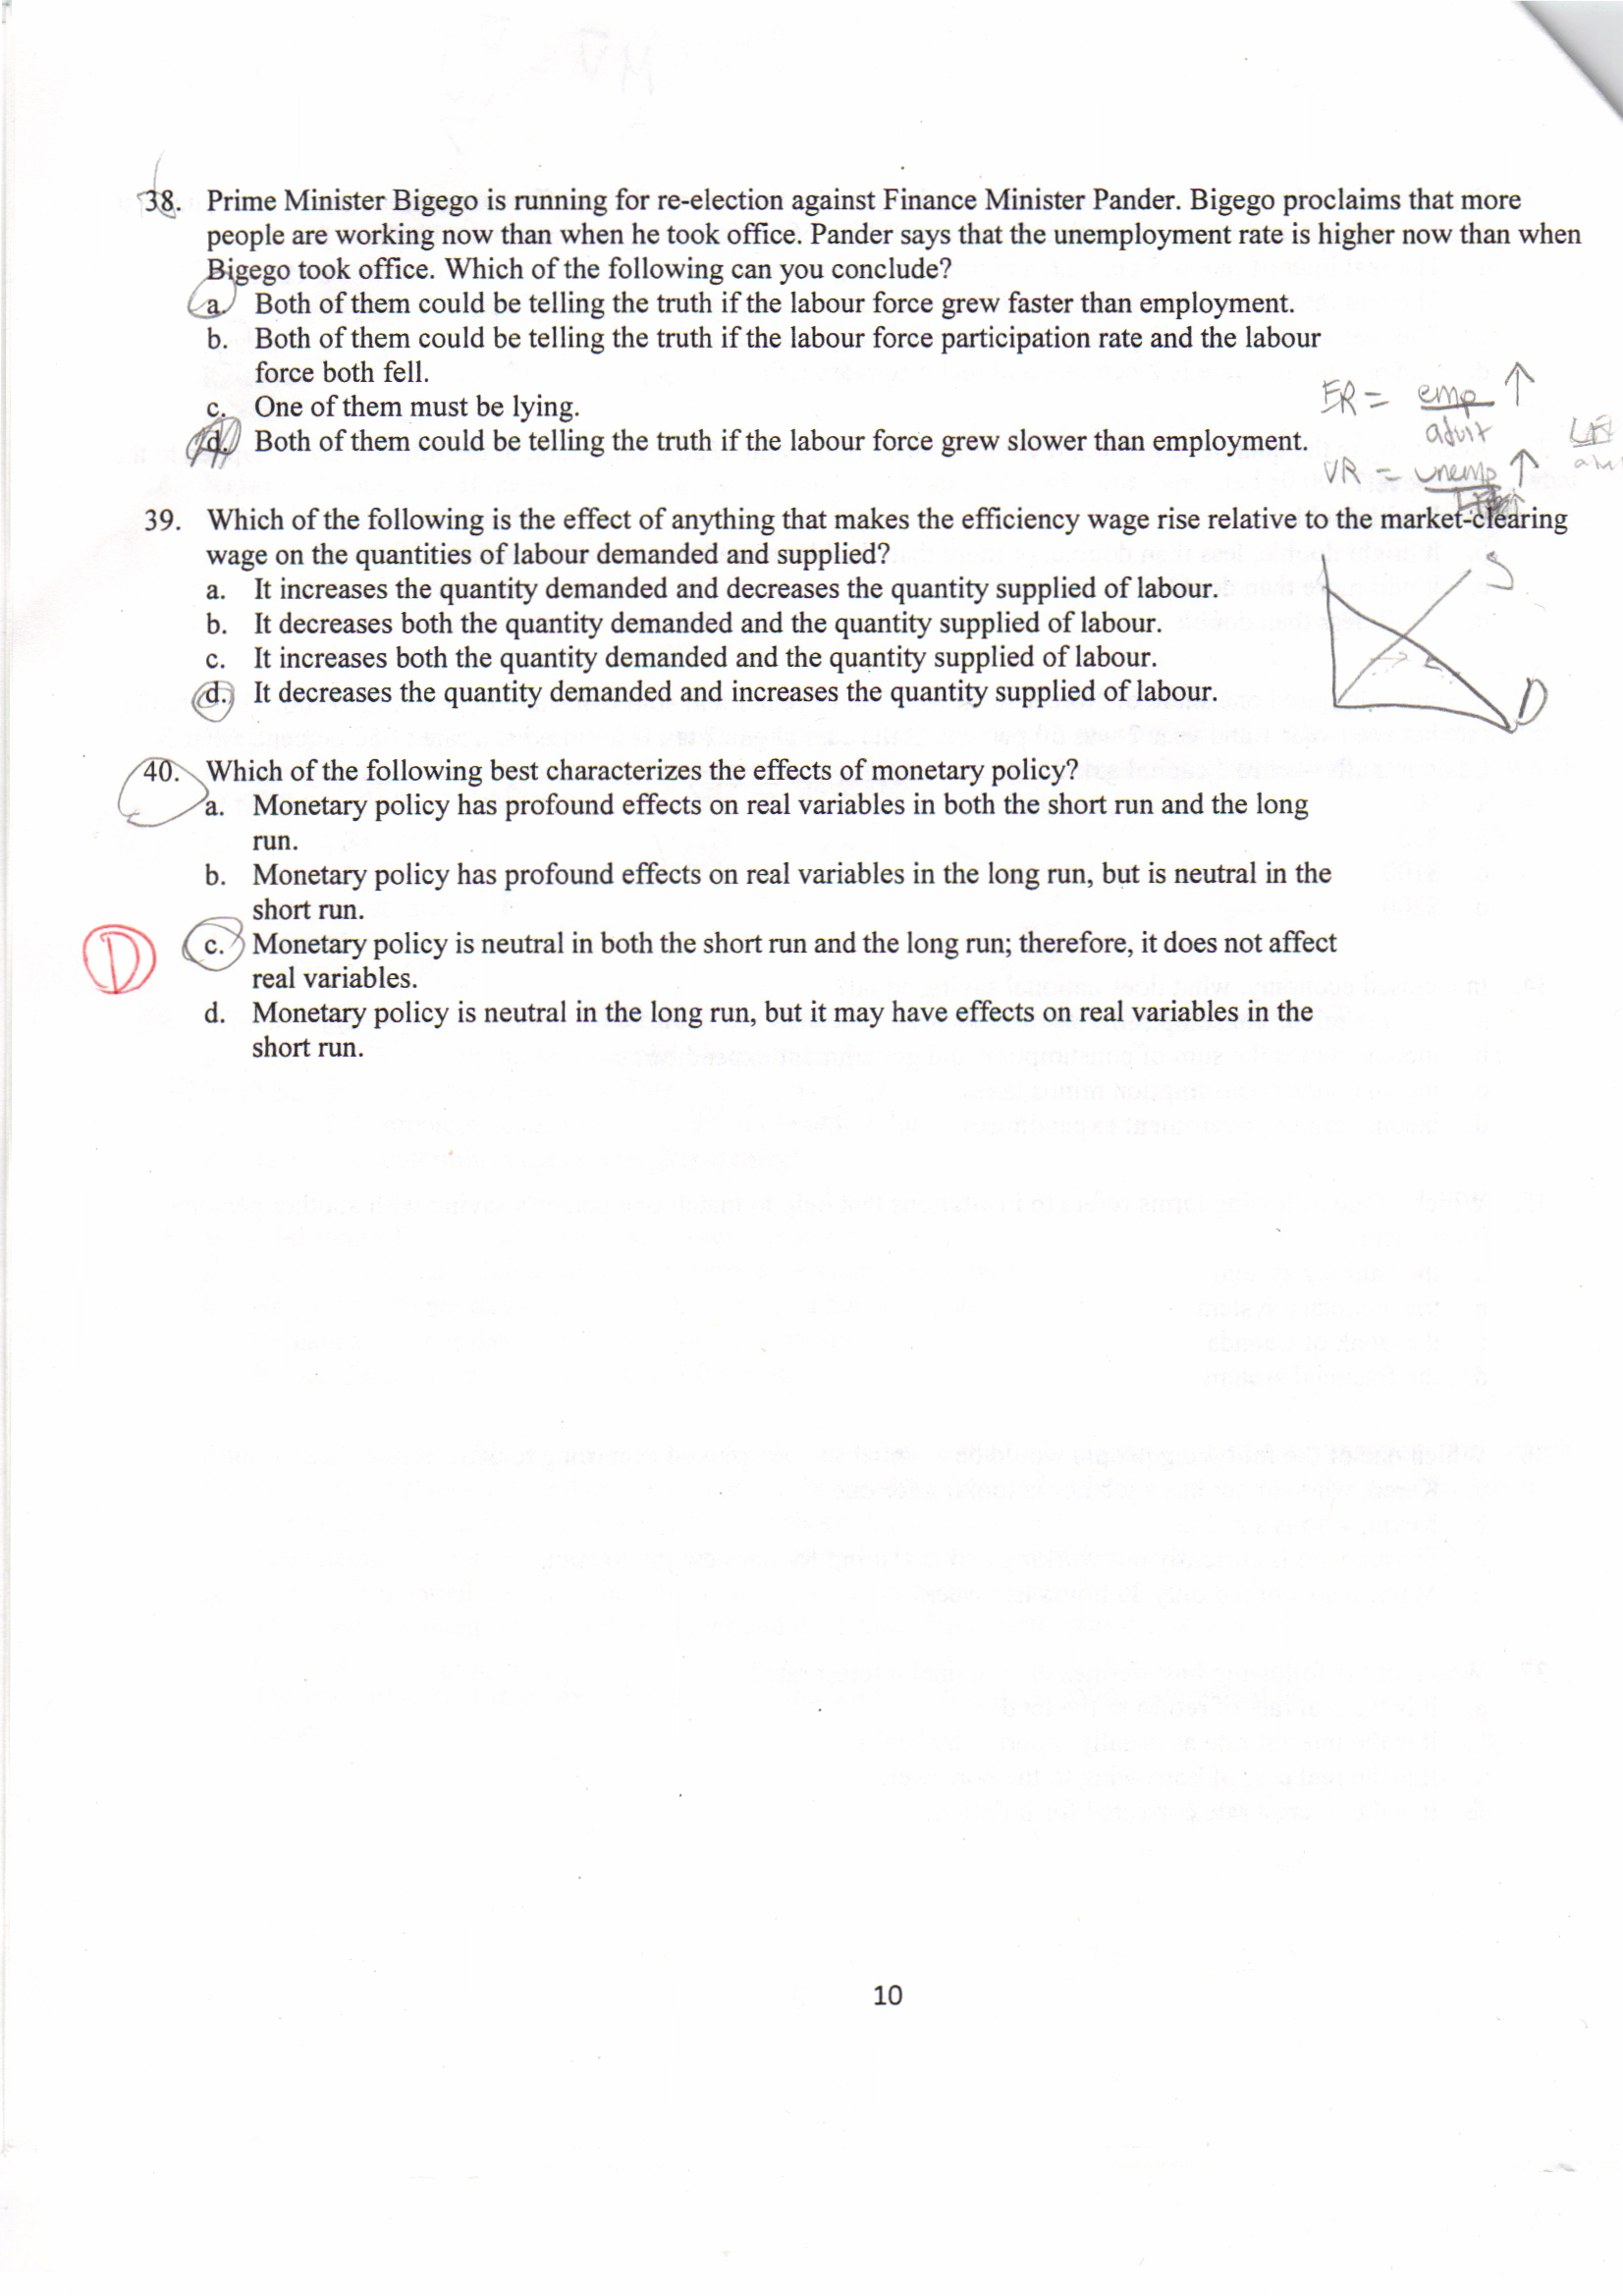 38. Prime Minister Bigego is running for re-election against Finance Minister Pander. Bigego proclaims that more
people are working now than when he took office. Pander says that the unemployment rate is higher now than when
Bigego took office. Which of the following can you conclude?
a. Both of them could be telling the truth if the labour force grew faster than employment.
b. Both of them could be telling the truth if the labour force participation rate and the labour
force both fell.
c. One of them must be lying.
d. Both of them could be telling the truth if the labour force grew slower than employment.
ER = emp ↑
adult
UR = unemp ↑
39. Which of the following is the effect of anything that makes the efficiency wage rise relative to the market-clearing
wage on the quantities of labour demanded and supplied?
a. It increases the quantity demanded and decreases the quantity supplied of labour.
b. It decreases both the quantity demanded and the quantity supplied of labour.
c. It increases both the quantity demanded and the quantity supplied of labour.
d. It decreases the quantity demanded and increases the quantity supplied of labour.
S
D
40. Which of the following best characterizes the effects of monetary policy?
a. Monetary policy has profound effects on real variables in both the short run and the long
run.
b. Monetary policy has profound effects on real variables in the long run, but is neutral in the
short run.
D
c. Monetary policy is neutral in both the short run and the long run; therefore, it does not affect
real variables.
d. Monetary policy is neutral in the long run, but it may have effects on real variables in the
short run.
10